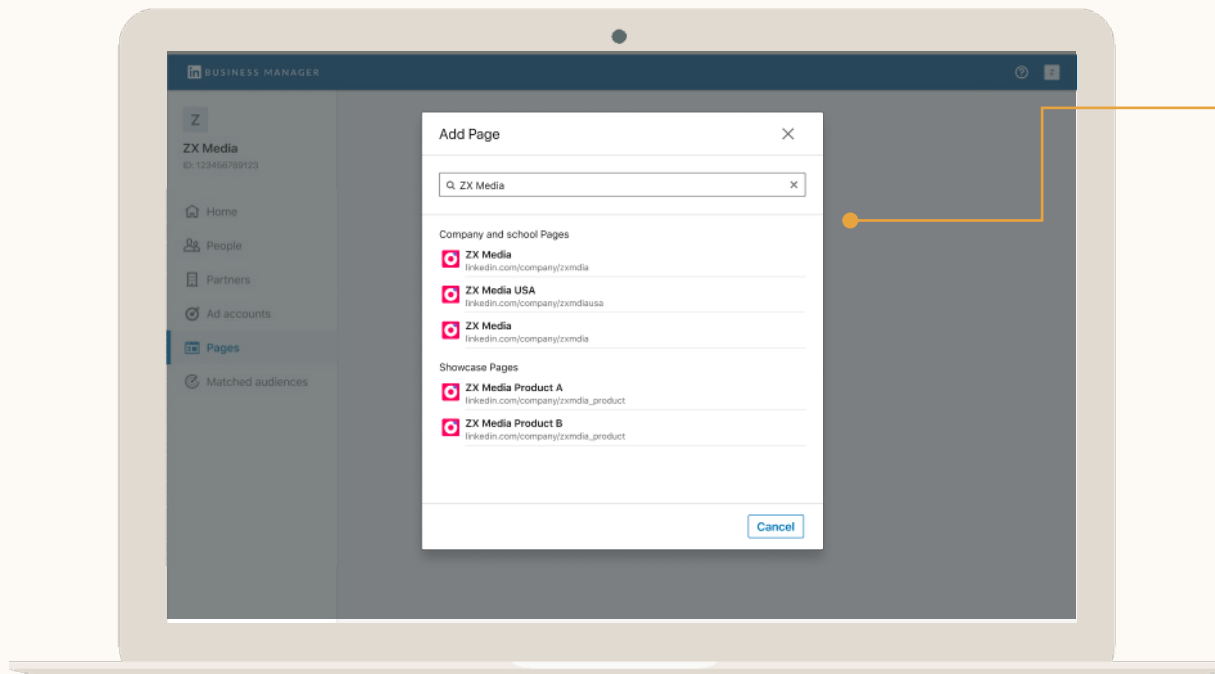 in BUSINESS MANAGER
Z
Z
ZX Media
ID: 123456789123
Home
People
Partners
Ad accounts
Pages
Matched audiences
Add Page
ZX Media
Company and school Pages
ZX Media
linkedin.com/company/zxmdia
ZX Media USA
linkedin.com/company/zxmdiausa
ZX Media
linkedin.com/company/zxmdia
Showcase Pages
ZX Media Product A
linkedin.com/company/zxmdia_product
ZX Media Product B
linkedin.com/company/zxmdia_product
Cancel